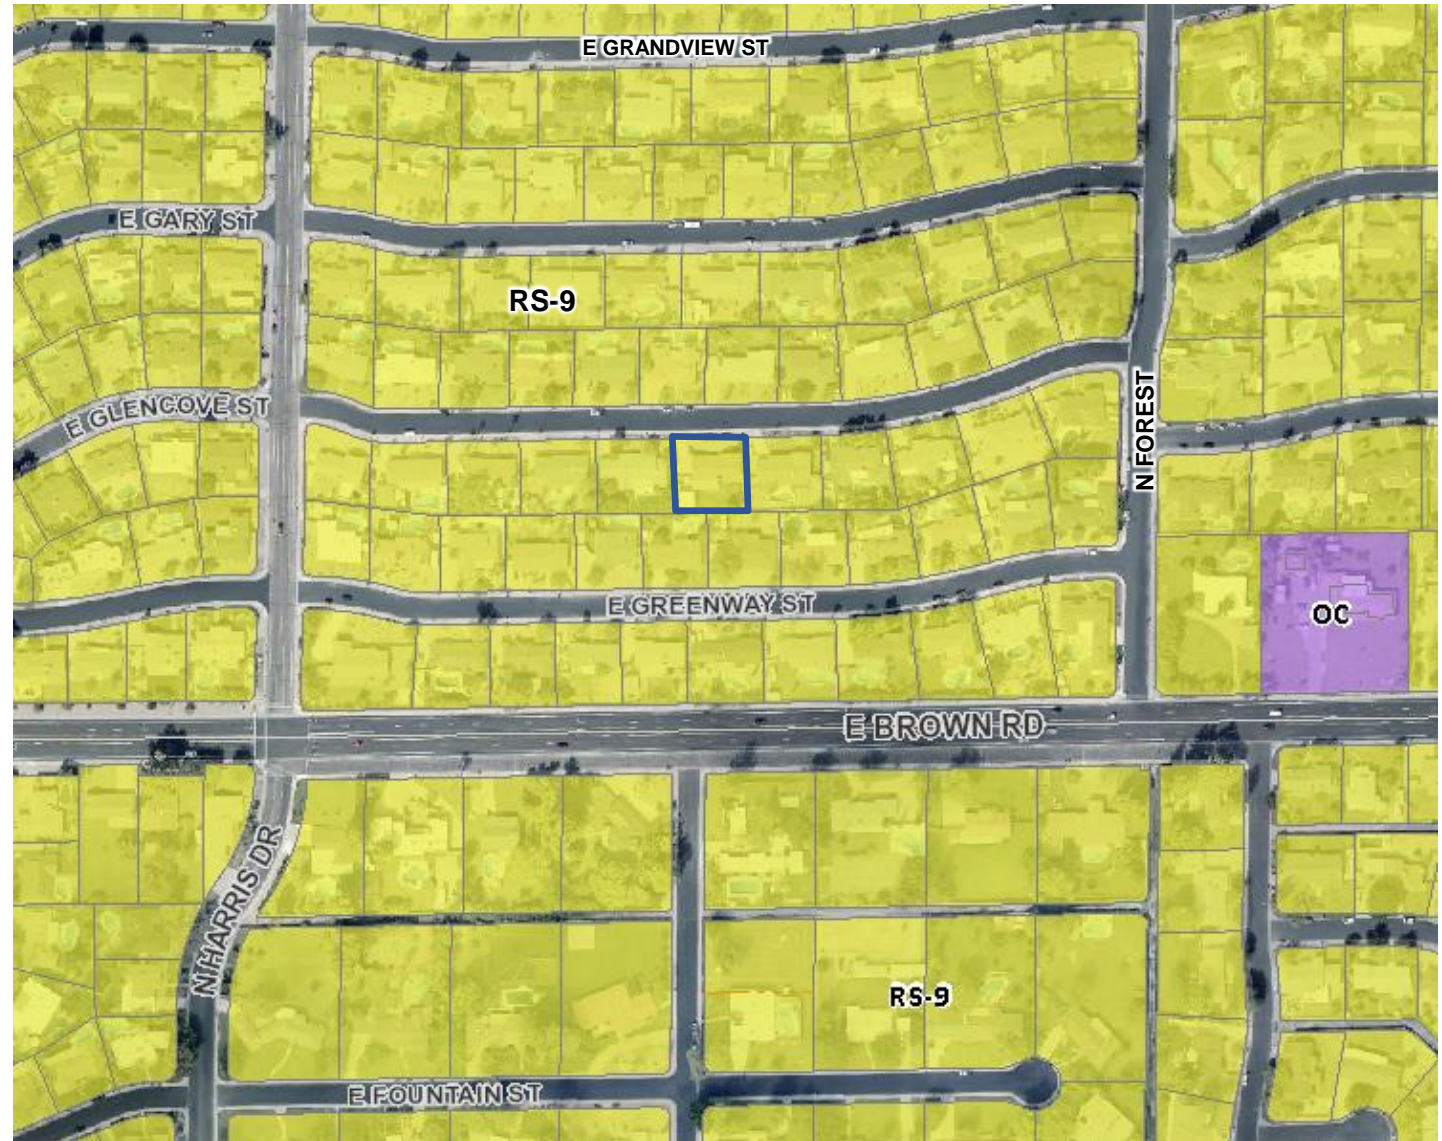 E GRANDVIEW ST
E GARY ST
RS-9
E GLENCOVE ST
N FOREST
E GREENWAY ST
OC
E BROWN RD
N HARRIS DR
RS-9
E FOUNTAIN ST